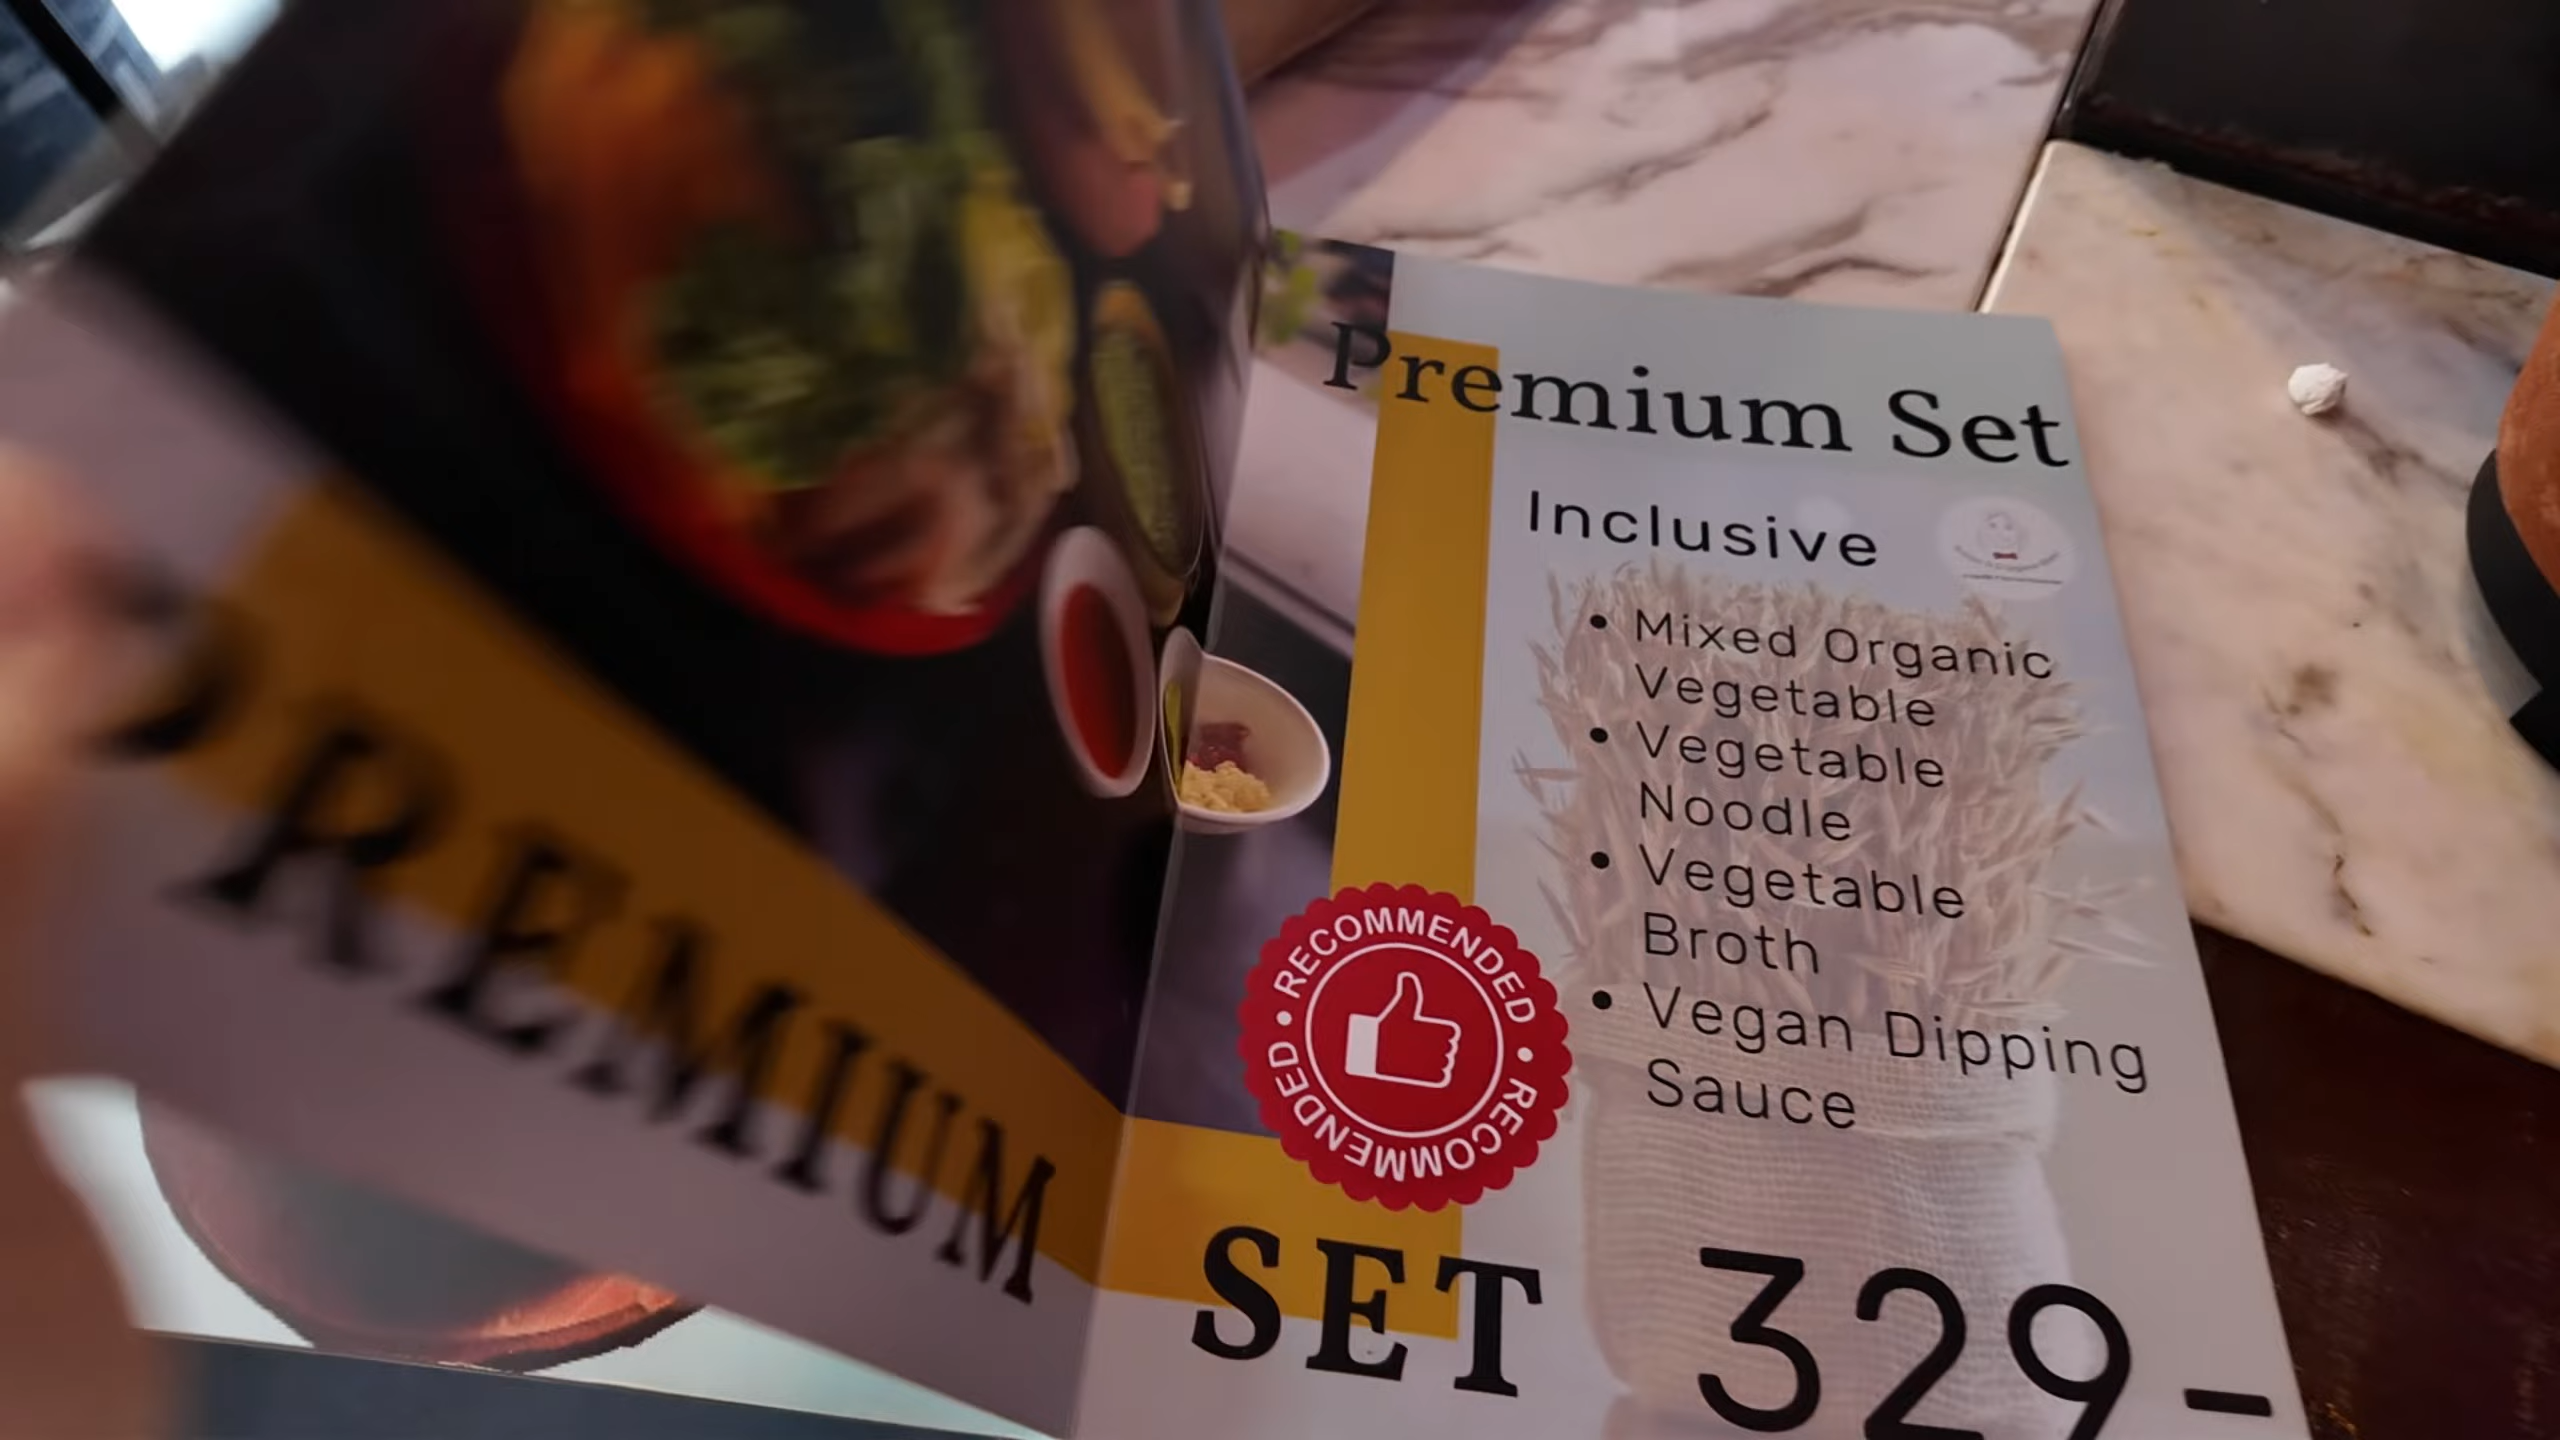 Premium Set
Inclusive
• Mixed Organic
Vegetable
• Vegetable
Noodle
• Vegetable
Broth
• Vegan Dipping
Sauce
• RECOMMENDED • RECOMMENDED
PREMIUM
SET
329-